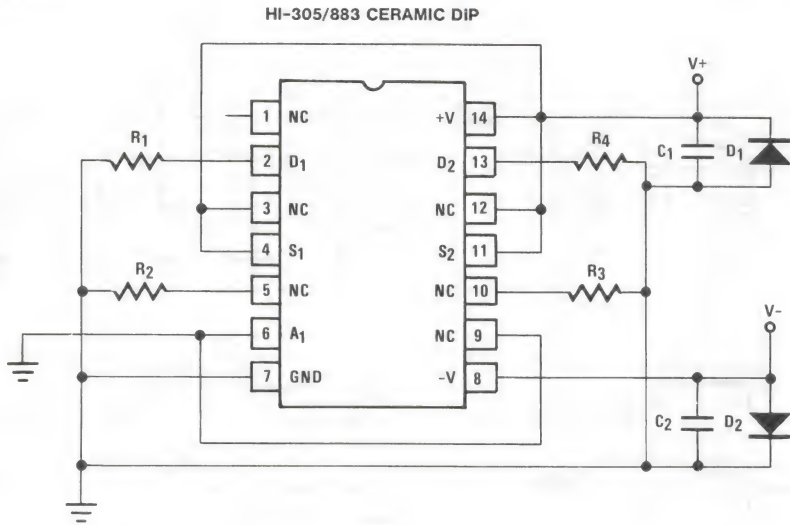 HI-305/883 CERAMIC DIP
V+
1 NC +V 14
R1 R4 C1 D1
2 D1 D2 13
3 NC NC 12
4 S1 S2 11
R2 R3
5 NC NC 10
V-
6 A1 NC 9
7 GND -V 8
C2 D2